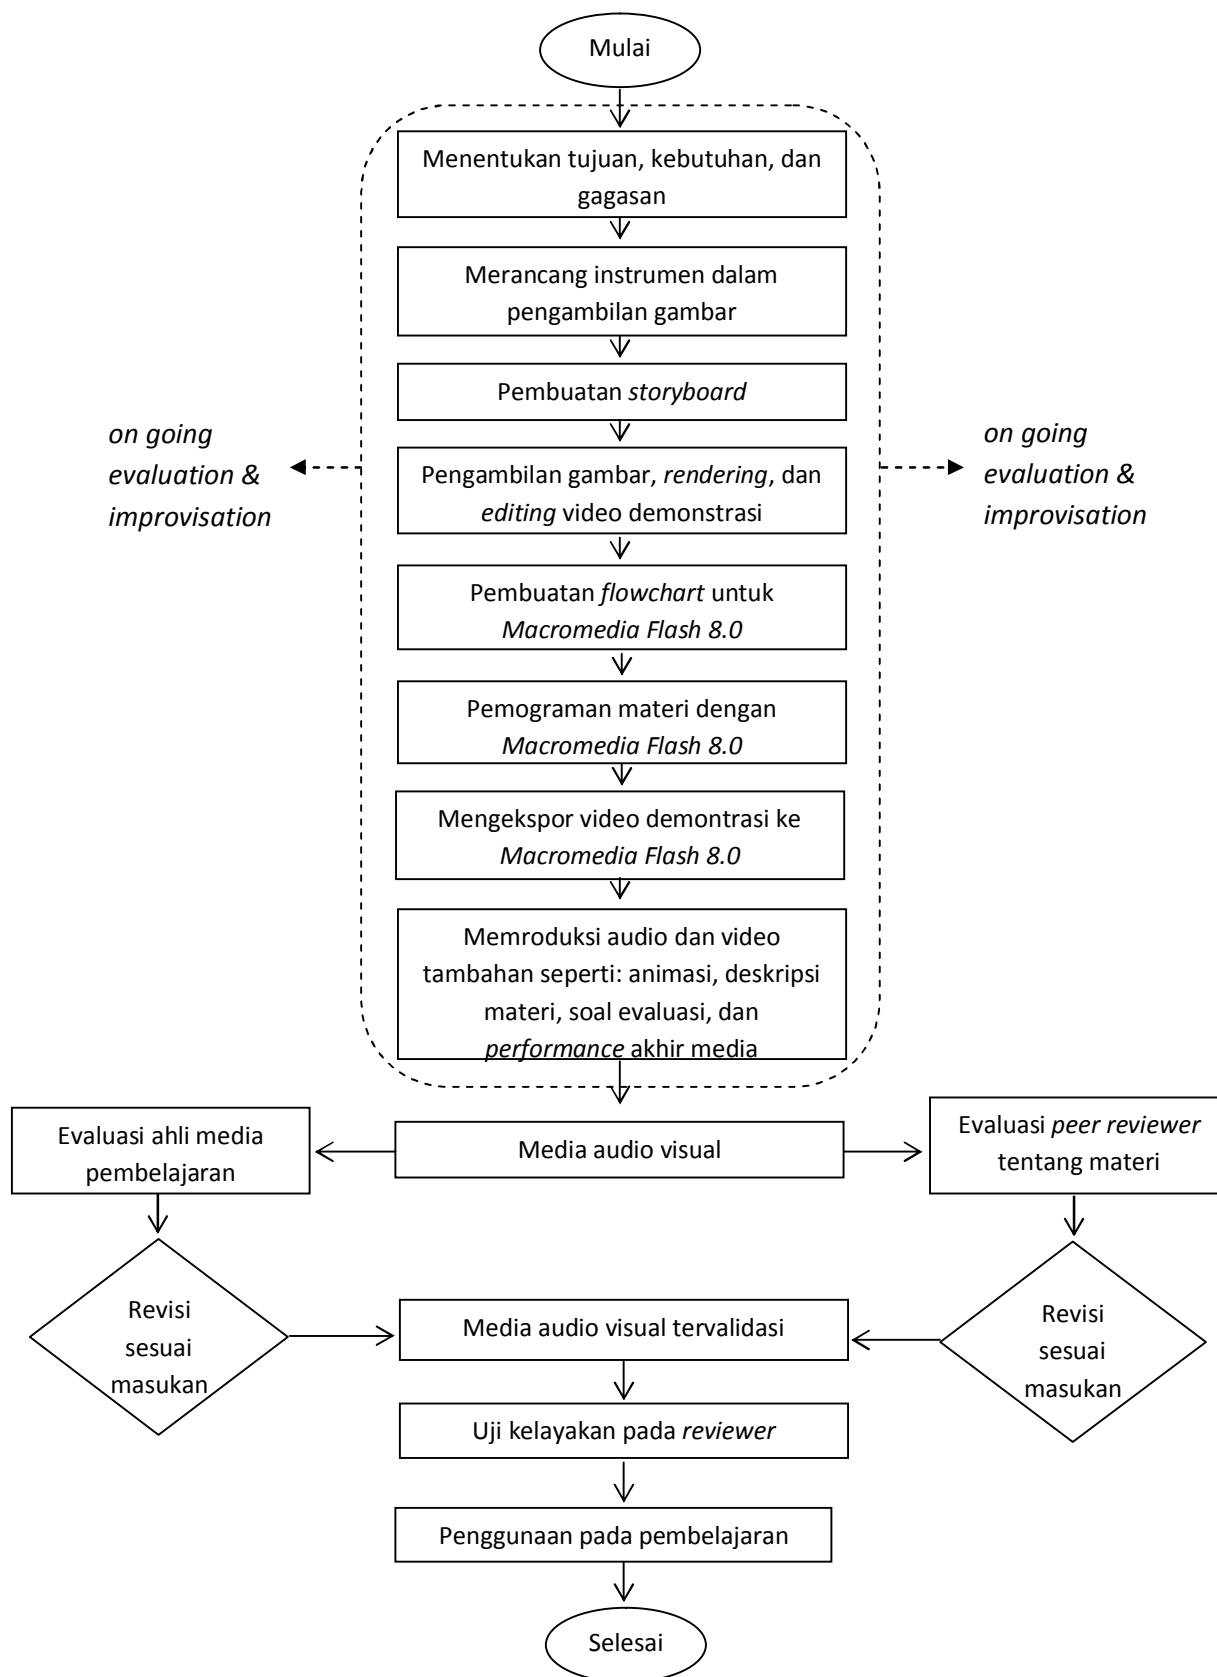 Mulai
Menentukan tujuan, kebutuhan, dan
gagasan
Merancang instrumen dalam
pengambilan gambar
Pembuatan storyboard
on going
evaluation &
improvisation
Pengambilan gambar, rendering, dan
editing video demonstrasi
on going
evaluation &
improvisation
Pembuatan flowchart untuk
Macromedia Flash 8.0
Pemograman materi dengan
Macromedia Flash 8.0
Mengekspor video demontrasi ke
Macromedia Flash 8.0
Memroduksi audio dan video
tambahan seperti: animasi, deskripsi
materi, soal evaluasi, dan
performance akhir media
Evaluasi ahli media
pembelajaran
Media audio visual
Evaluasi peer reviewer
tentang materi
Revisi
sesuai
masukan
Media audio visual tervalidasi
Revisi
sesuai
masukan
Uji kelayakan pada reviewer
Penggunaan pada pembelajaran
Selesai